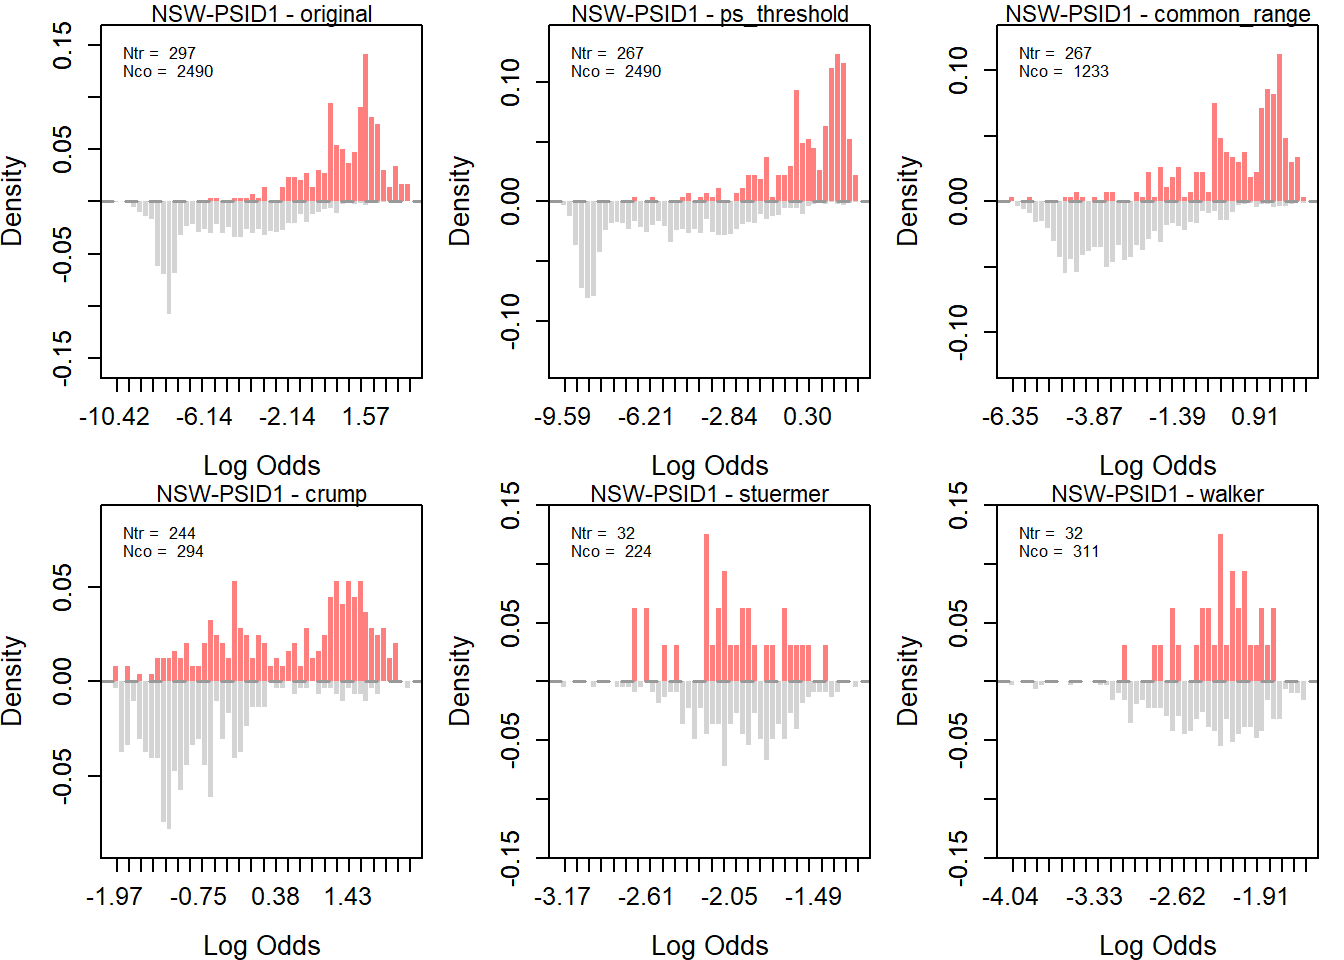 NSW-PSID1 - original
Ntr = 297
Nco = 2490
Density
0.15
0.05
-0.05
-0.15
-10.42 -6.14 -2.14 1.57
Log Odds
NSW-PSID1 - ps_threshold
Ntr = 267
Nco = 2490
Density
0.10
0.00
-0.10
-9.59 -6.21 -2.84 0.30
Log Odds
NSW-PSID1 - common_range
Ntr = 267
Nco = 1233
Density
0.10
0.00
-0.10
-6.35 -3.87 -1.39 0.91
Log Odds
NSW-PSID1 - crump
Ntr = 244
Nco = 294
Density
0.05
0.00
-0.05
-1.97 -0.75 0.38 1.43
Log Odds
NSW-PSID1 - stuermer
Ntr = 32
Nco = 224
Density
0.15
0.05
-0.05
-0.15
-3.17 -2.61 -2.05 -1.49
Log Odds
NSW-PSID1 - walker
Ntr = 32
Nco = 311
Density
0.15
0.05
-0.05
-0.15
-4.04 -3.33 -2.62 -1.91
Log Odds